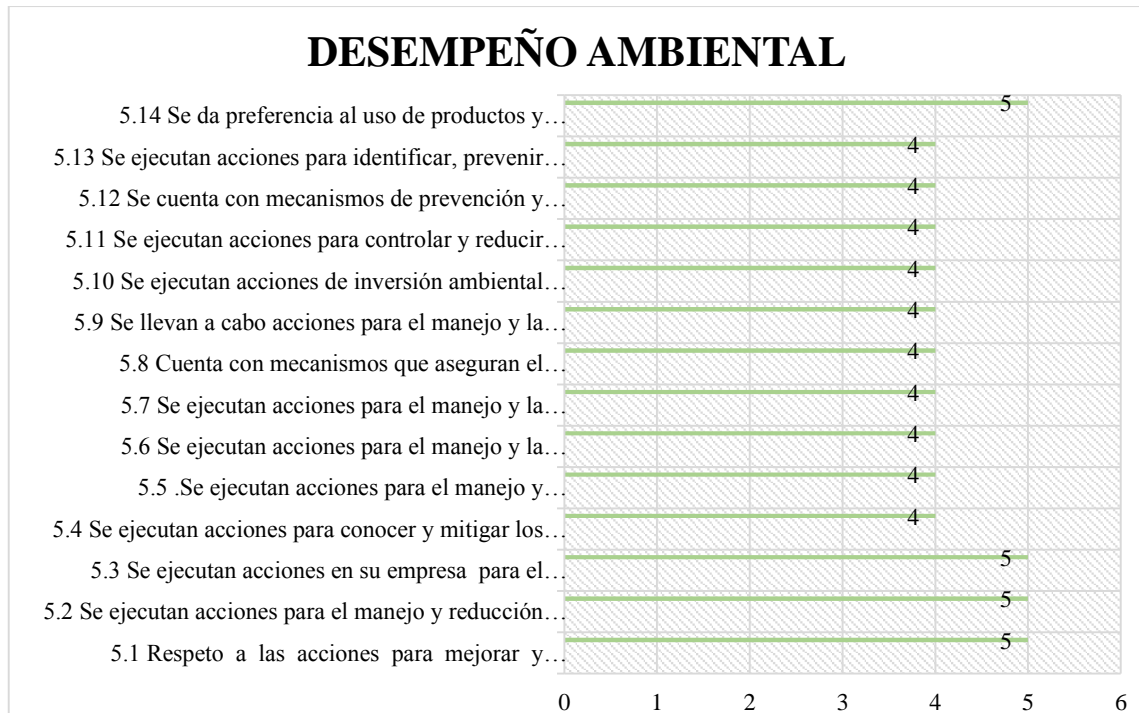 DESEMPEÑO AMBIENTAL
5.14 Se da preferencia al uso de productos y… 5
5.13 Se ejecutan acciones para identificar, prevenir… 4
5.12 Se cuenta con mecanismos de prevención y… 4
5.11 Se ejecutan acciones para controlar y reducir… 4
5.10 Se ejecutan acciones de inversión ambiental… 4
5.9 Se llevan a cabo acciones para el manejo y la… 4
5.8 Cuenta con mecanismos que aseguran el… 4
5.7 Se ejecutan acciones para el manejo y la… 4
5.6 Se ejecutan acciones para el manejo y la… 4
5.5 .Se ejecutan acciones para el manejo y… 4
5.4 Se ejecutan acciones para conocer y mitigar los… 4
5.3 Se ejecutan acciones en su empresa para el… 5
5.2 Se ejecutan acciones para el manejo y reducción… 5
5.1 Respeto a las acciones para mejorar y… 5
0 1 2 3 4 5 6